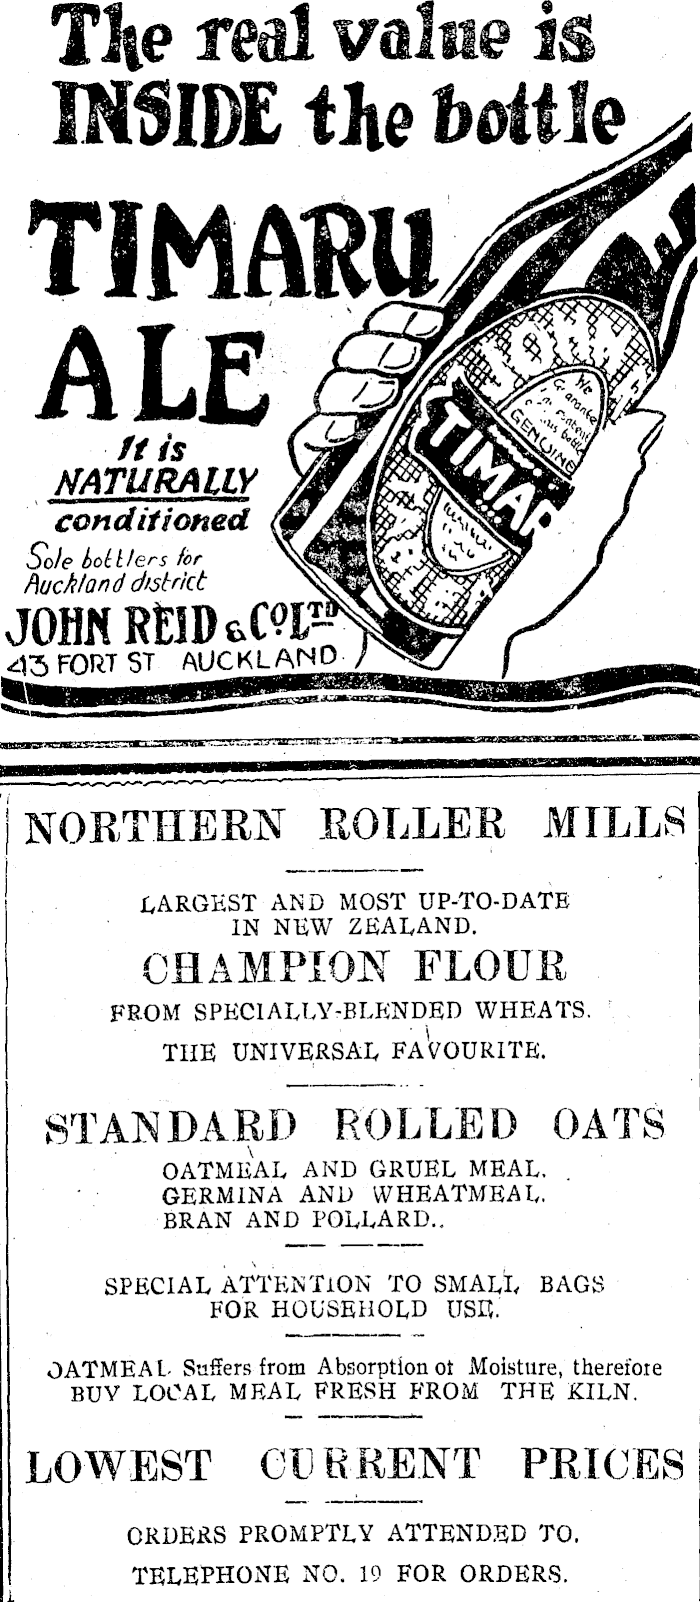 The real value is
INSIDE the bottle
TIMARU
ALE
It is
NATURALLY
conditioned
Sole bottlers for
Auckland district
JOHN REID & Co. LTD
43 FORT ST AUCKLAND.
We
Guarantee
GENUINE
TIMAR
NORTHERN ROLLER MILLS
LARGEST AND MOST UP-TO-DATE
IN NEW ZEALAND.
CHAMPION FLOUR
FROM SPECIALLY-BLENDED WHEATS.
THE UNIVERSAL FAVOURITE.
STANDARD ROLLED OATS
OATMEAL AND GRUEL MEAL.
GERMINA AND WHEATMEAL.
BRAN AND POLLARD..
SPECIAL ATTENTION TO SMALL BAGS
FOR HOUSEHOLD USE.
OATMEAL Suffers from Absorption of Moisture, therefore
BUY LOCAL MEAL FRESH FROM THE KILN.
LOWEST CURRENT PRICES
ORDERS PROMPTLY ATTENDED TO.
TELEPHONE NO. 19 FOR ORDERS.